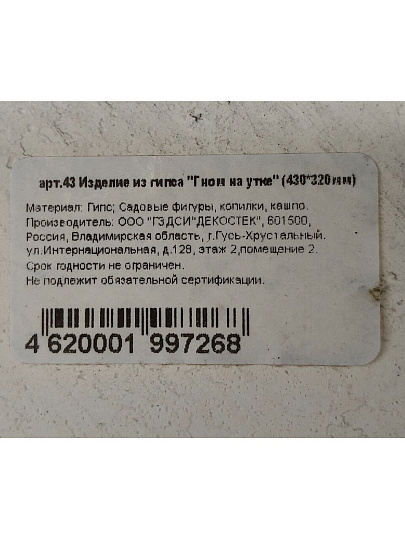 арт.43 Изделие из гипса "Гном на утке" (430*320мм)
Материал: Гипс; Садовые фигуры, копилки, кашпо.
Производитель: ООО "ГЗДСИ"ДЕКОСТЕК", 601500,
Россия, Владимирская область, г.Гусь-Хрустальный.
ул.Интернациональная, д.128, этаж 2,помещение 2.
Срок годности не ограничен.
Не подлежит обязательной сертификации.
4 620001 997268